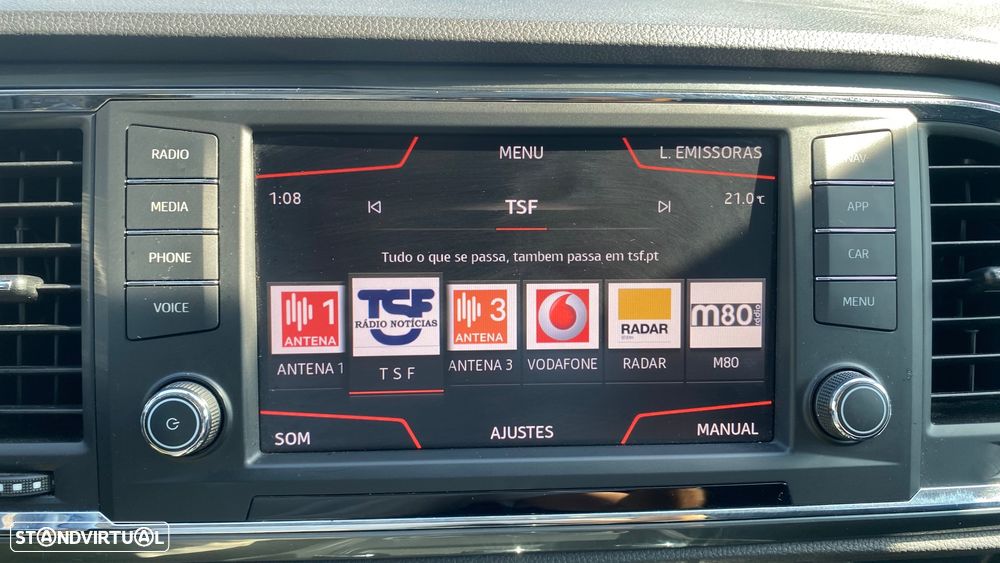 RADIO
MEDIA
PHONE
VOICE
MENU
L. EMISSORAS
1:08
TSF
21.0 °C
Tudo o que se passa, tambem passa em tsf.pt
1
ANTENA
TSF
RÁDIO NOTÍCIAS
3
ANTENA
RADAR
m80
rádio
ANTENA 1
T S F
ANTENA 3
VODAFONE
RADAR
M80
SOM
AJUSTES
MANUAL
NAV
APP
CAR
MENU
STANDVIRTUAL